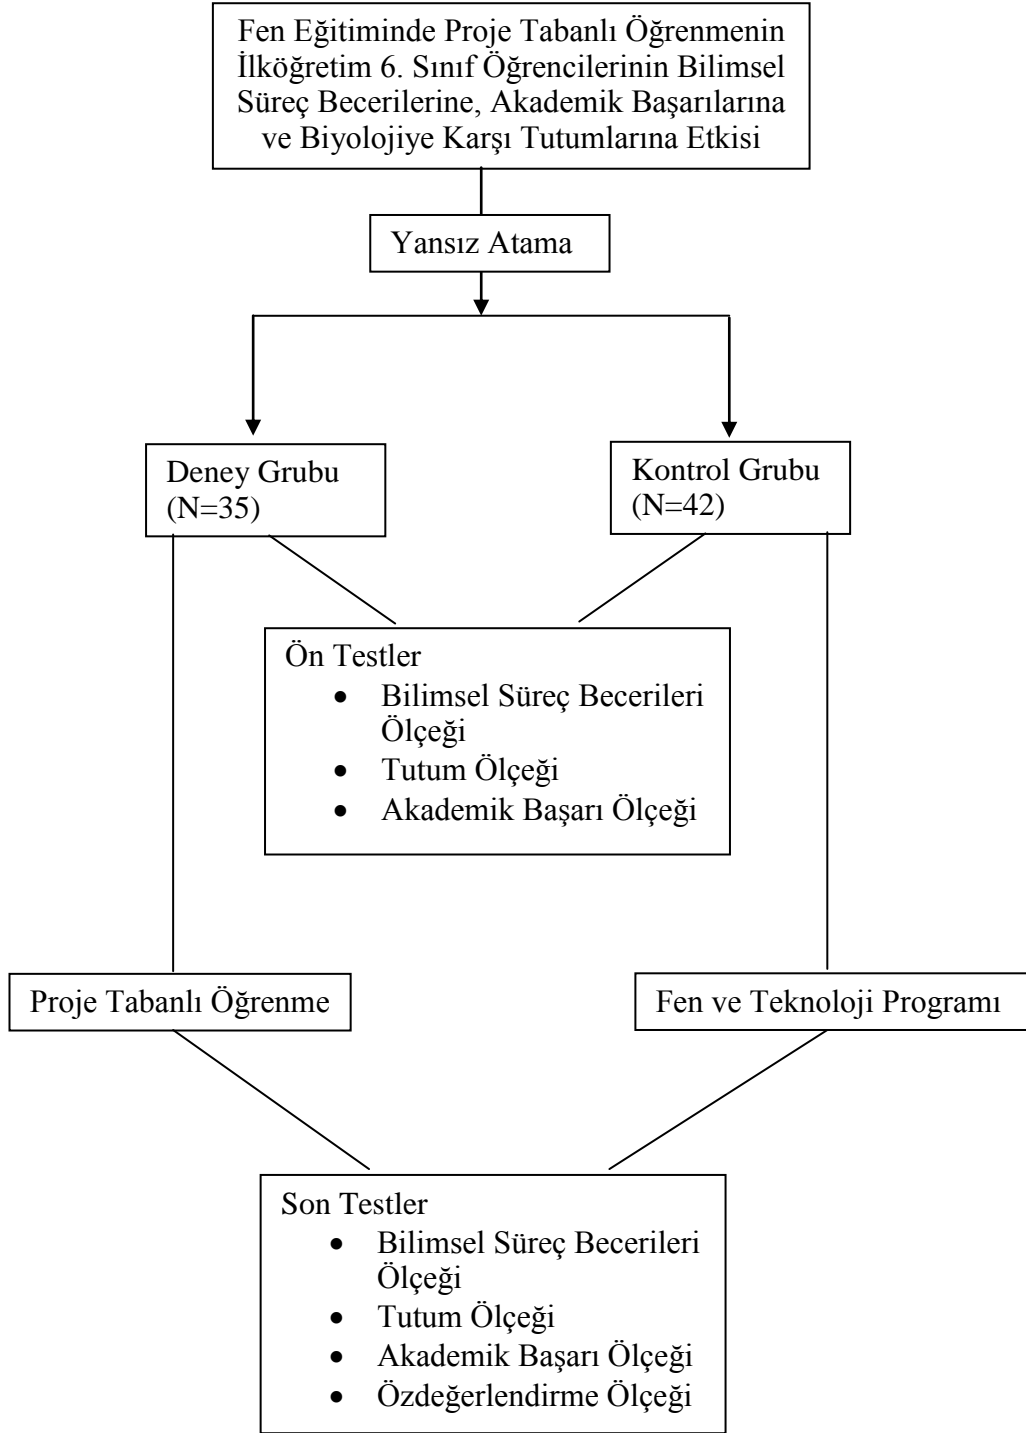 Fen Eğitiminde Proje Tabanlı Öğrenmenin
İlköğretim 6. Sınıf Öğrencilerinin Bilimsel
Süreç Becerilerine, Akademik Başarılarına
ve Biyolojiye Karşı Tutumlarına Etkisi
Yansız Atama
Deney Grubu
(N=35)
Kontrol Grubu
(N=42)
Ön Testler
• Bilimsel Süreç Becerileri
Ölçeği
• Tutum Ölçeği
• Akademik Başarı Ölçeği
Proje Tabanlı Öğrenme
Fen ve Teknoloji Programı
Son Testler
• Bilimsel Süreç Becerileri
Ölçeği
• Tutum Ölçeği
• Akademik Başarı Ölçeği
• Özdeğerlendirme Ölçeği